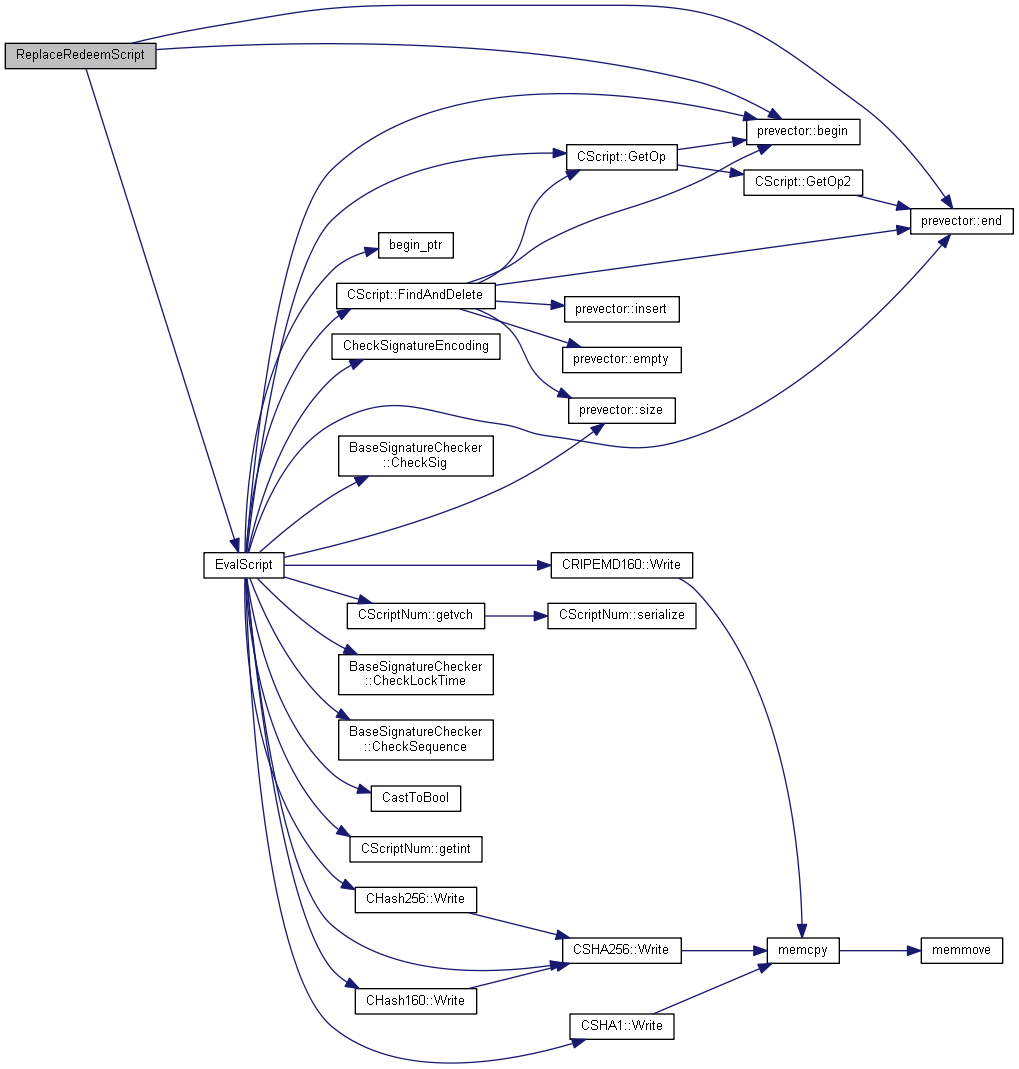 ReplaceRedeemScript
prevector::begin
CScript::GetOp
CScript::GetOp2
prevector::end
begin_ptr
CScript::FindAndDelete
prevector::insert
CheckSignatureEncoding
prevector::empty
prevector::size
BaseSignatureChecker
::CheckSig
EvalScript
CRIPEMD160::Write
CScriptNum::getvch
CScriptNum::serialize
BaseSignatureChecker
::CheckLockTime
BaseSignatureChecker
::CheckSequence
CastToBool
CScriptNum::getint
CHash256::Write
CSHA256::Write
memcpy
memmove
CHash160::Write
CSHA1::Write